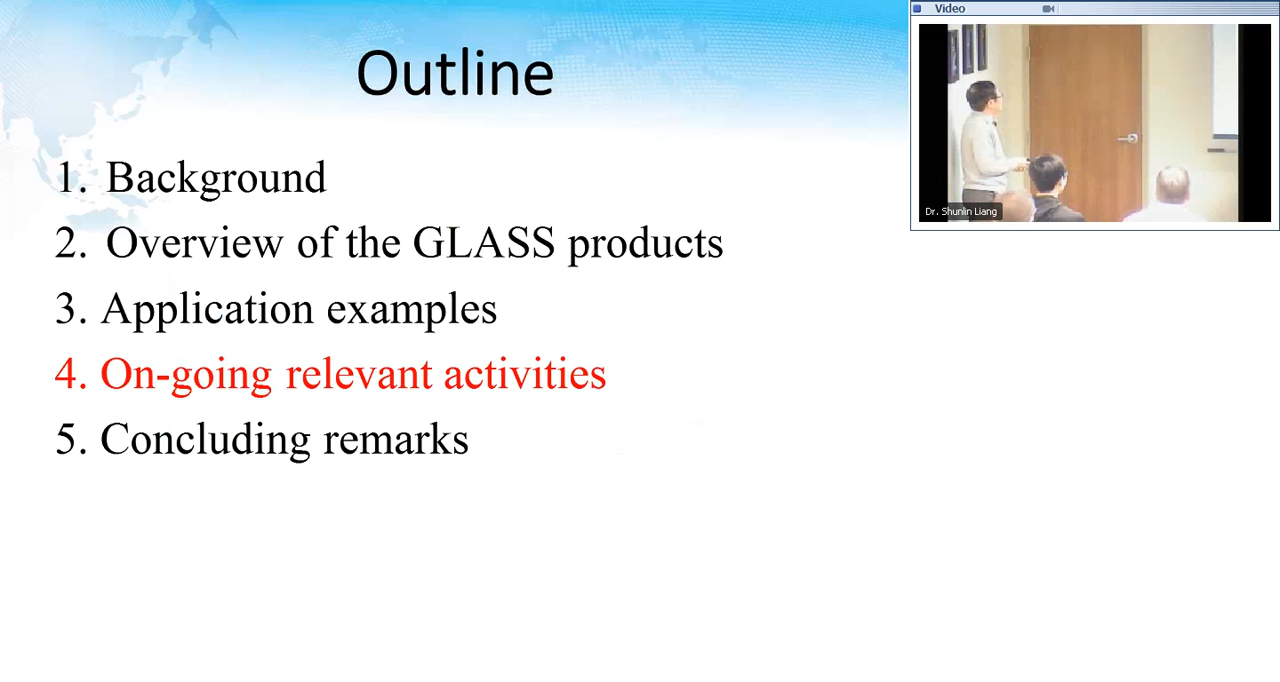 Outline
1. Background
2. Overview of the GLASS products
3. Application examples
4. On-going relevant activities
5. Concluding remarks
Video
Dr. Shunlin Liang